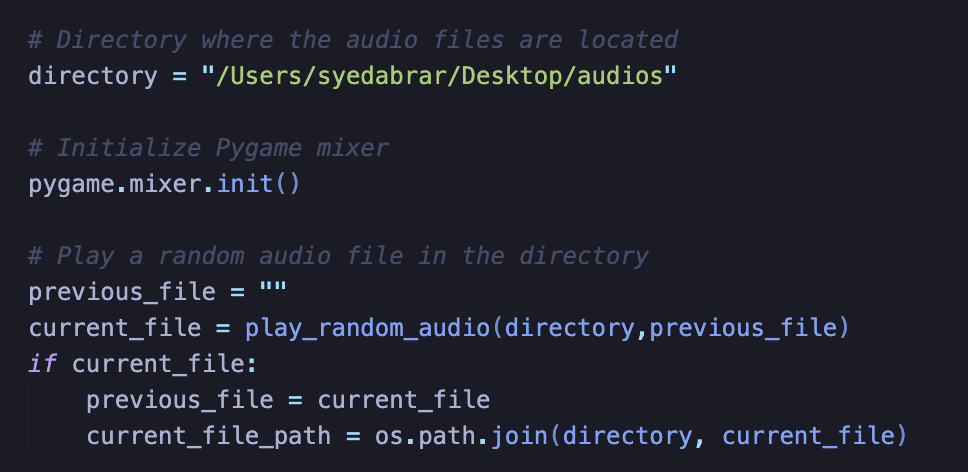 # Directory where the audio files are located
directory = "/Users/syedabrar/Desktop/audios"
# Initialize Pygame mixer
pygame.mixer.init()
# Play a random audio file in the directory
previous_file = ""
current_file = play_random_audio(directory,previous_file)
if current_file:
    previous_file = current_file
    current_file_path = os.path.join(directory, current_file)